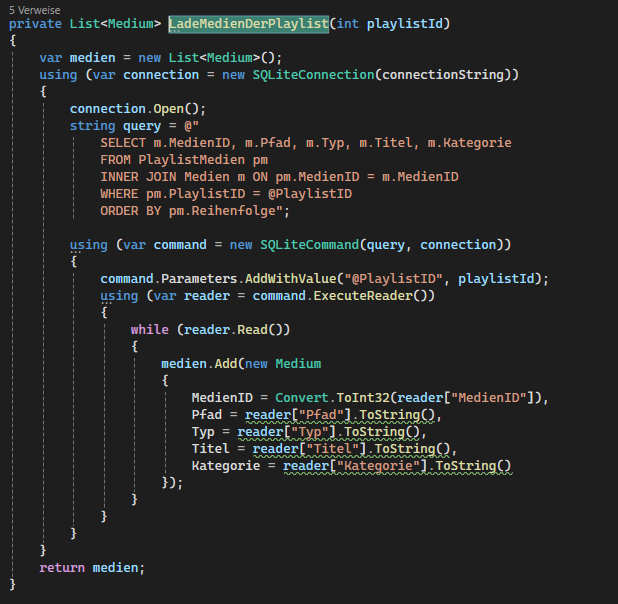 5 Verweise
private List<Medium> LadeMedienDerPlaylist(int playlistId)
{
var medien = new List<Medium>();
using (var connection = new SQLiteConnection(connectionString))
{
connection.Open();
string query = @"
SELECT m.MedienID, m.Pfad, m.Typ, m.Titel, m.Kategorie
FROM PlaylistMedien pm
INNER JOIN Medien m ON pm.MedienID = m.MedienID
WHERE pm.PlaylistID = @PlaylistID
ORDER BY pm.Reihenfolge";
using (var command = new SQLiteCommand(query, connection))
{
command.Parameters.AddWithValue("@PlaylistID", playlistId);
using (var reader = command.ExecuteReader())
{
while (reader.Read())
{
medien.Add(new Medium
{
MedienID = Convert.ToInt32(reader["MedienID"]),
Pfad = reader["Pfad"].ToString(),
Typ = reader["Typ"].ToString(),
Titel = reader["Titel"].ToString(),
Kategorie = reader["Kategorie"].ToString()
});
}
}
}
}
return medien;
}